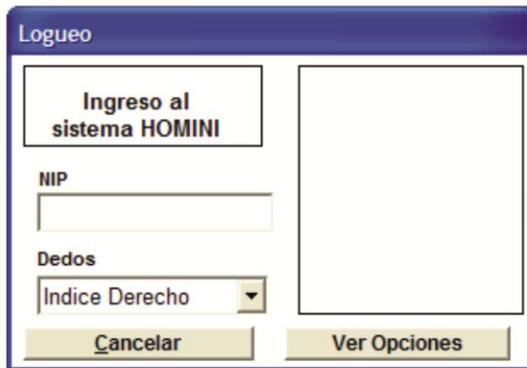 Logueo
Ingreso al
sistema HOMINI
NIP
Dedos
Indice Derecho
Cancelar
Ver Opciones